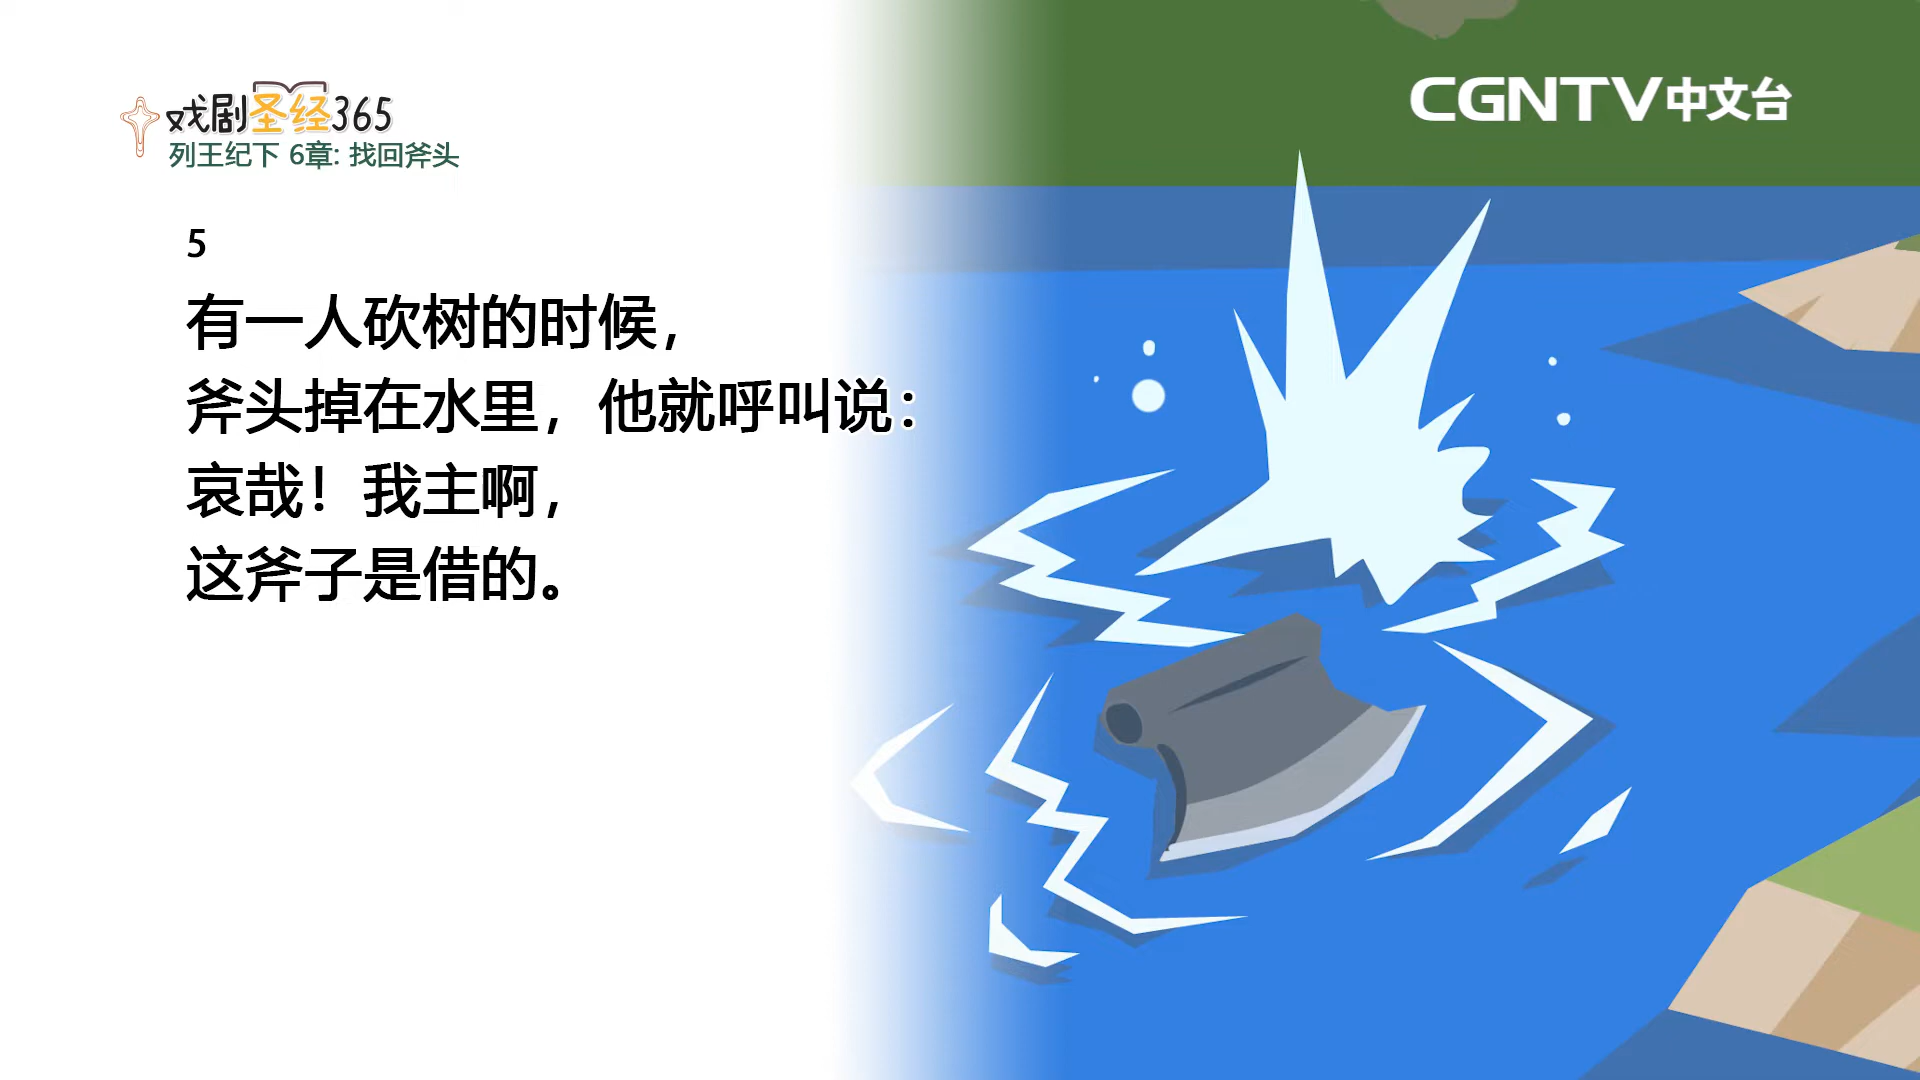 戏剧圣经365
列王纪下 6章: 找回斧头
CGNTV中文台
5
有一人砍树的时候，
斧头掉在水里，他就呼叫说：
哀哉！我主啊，
这斧子是借的。